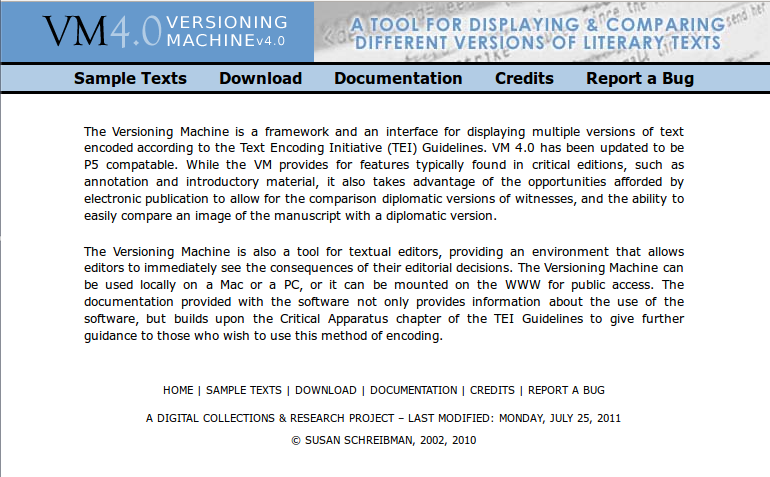 VM4.0 VERSIONING
MACHINEv4.0
A TOOL FOR DISPLAYING & COMPARING
DIFFERENT VERSIONS OF LITERARY TEXTS
send her
Sample Texts Download Documentation Credits Report a Bug
The Versioning Machine is a framework and an interface for displaying multiple versions of text
encoded according to the Text Encoding Initiative (TEI) Guidelines. VM 4.0 has been updated to be
P5 compatable. While the VM provides for features typically found in critical editions, such as
annotation and introductory material, it also takes advantage of the opportunities afforded by
electronic publication to allow for the comparison diplomatic versions of witnesses, and the ability to
easily compare an image of the manuscript with a diplomatic version.
The Versioning Machine is also a tool for textual editors, providing an environment that allows
editors to immediately see the consequences of their editorial decisions. The Versioning Machine can
be used locally on a Mac or a PC, or it can be mounted on the WWW for public access. The
documentation provided with the software not only provides information about the use of the
software, but builds upon the Critical Apparatus chapter of the TEI Guidelines to give further
guidance to those who wish to use this method of encoding.
HOME | SAMPLE TEXTS | DOWNLOAD | DOCUMENTATION | CREDITS | REPORT A BUG
A DIGITAL COLLECTIONS & RESEARCH PROJECT – LAST MODIFIED: MONDAY, JULY 25, 2011
© SUSAN SCHREIBMAN, 2002, 2010